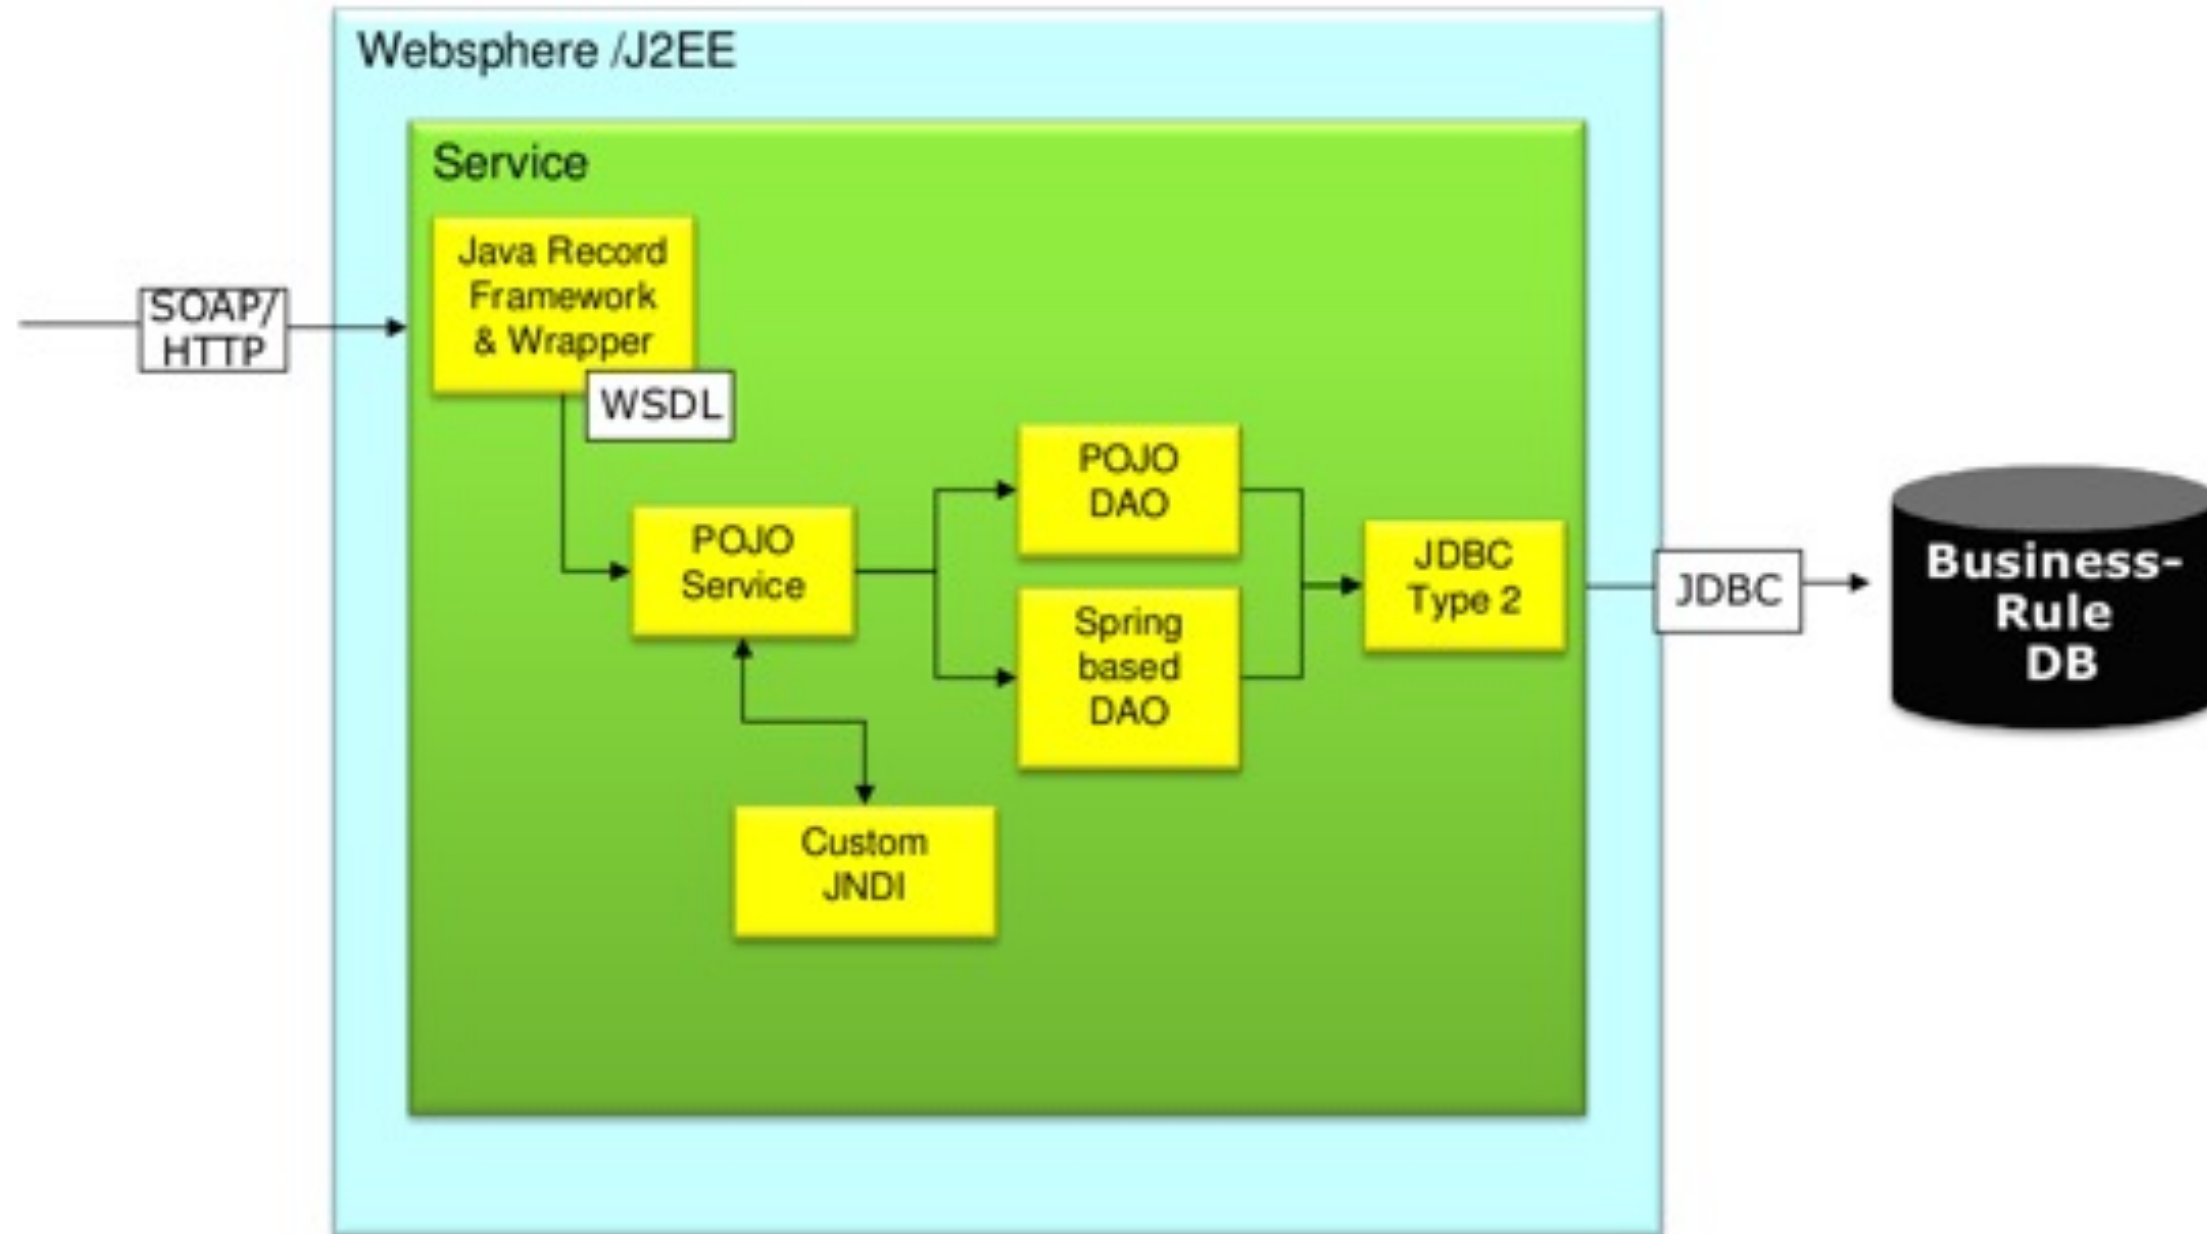 Websphere /J2EE
Service
Java Record
Framework
& Wrapper
SOAP/
HTTP
WSDL
POJO
DAO
POJO
Service
JDBC
Type 2
JDBC
Business-
Rule
DB
Spring
based
DAO
Custom
JNDI